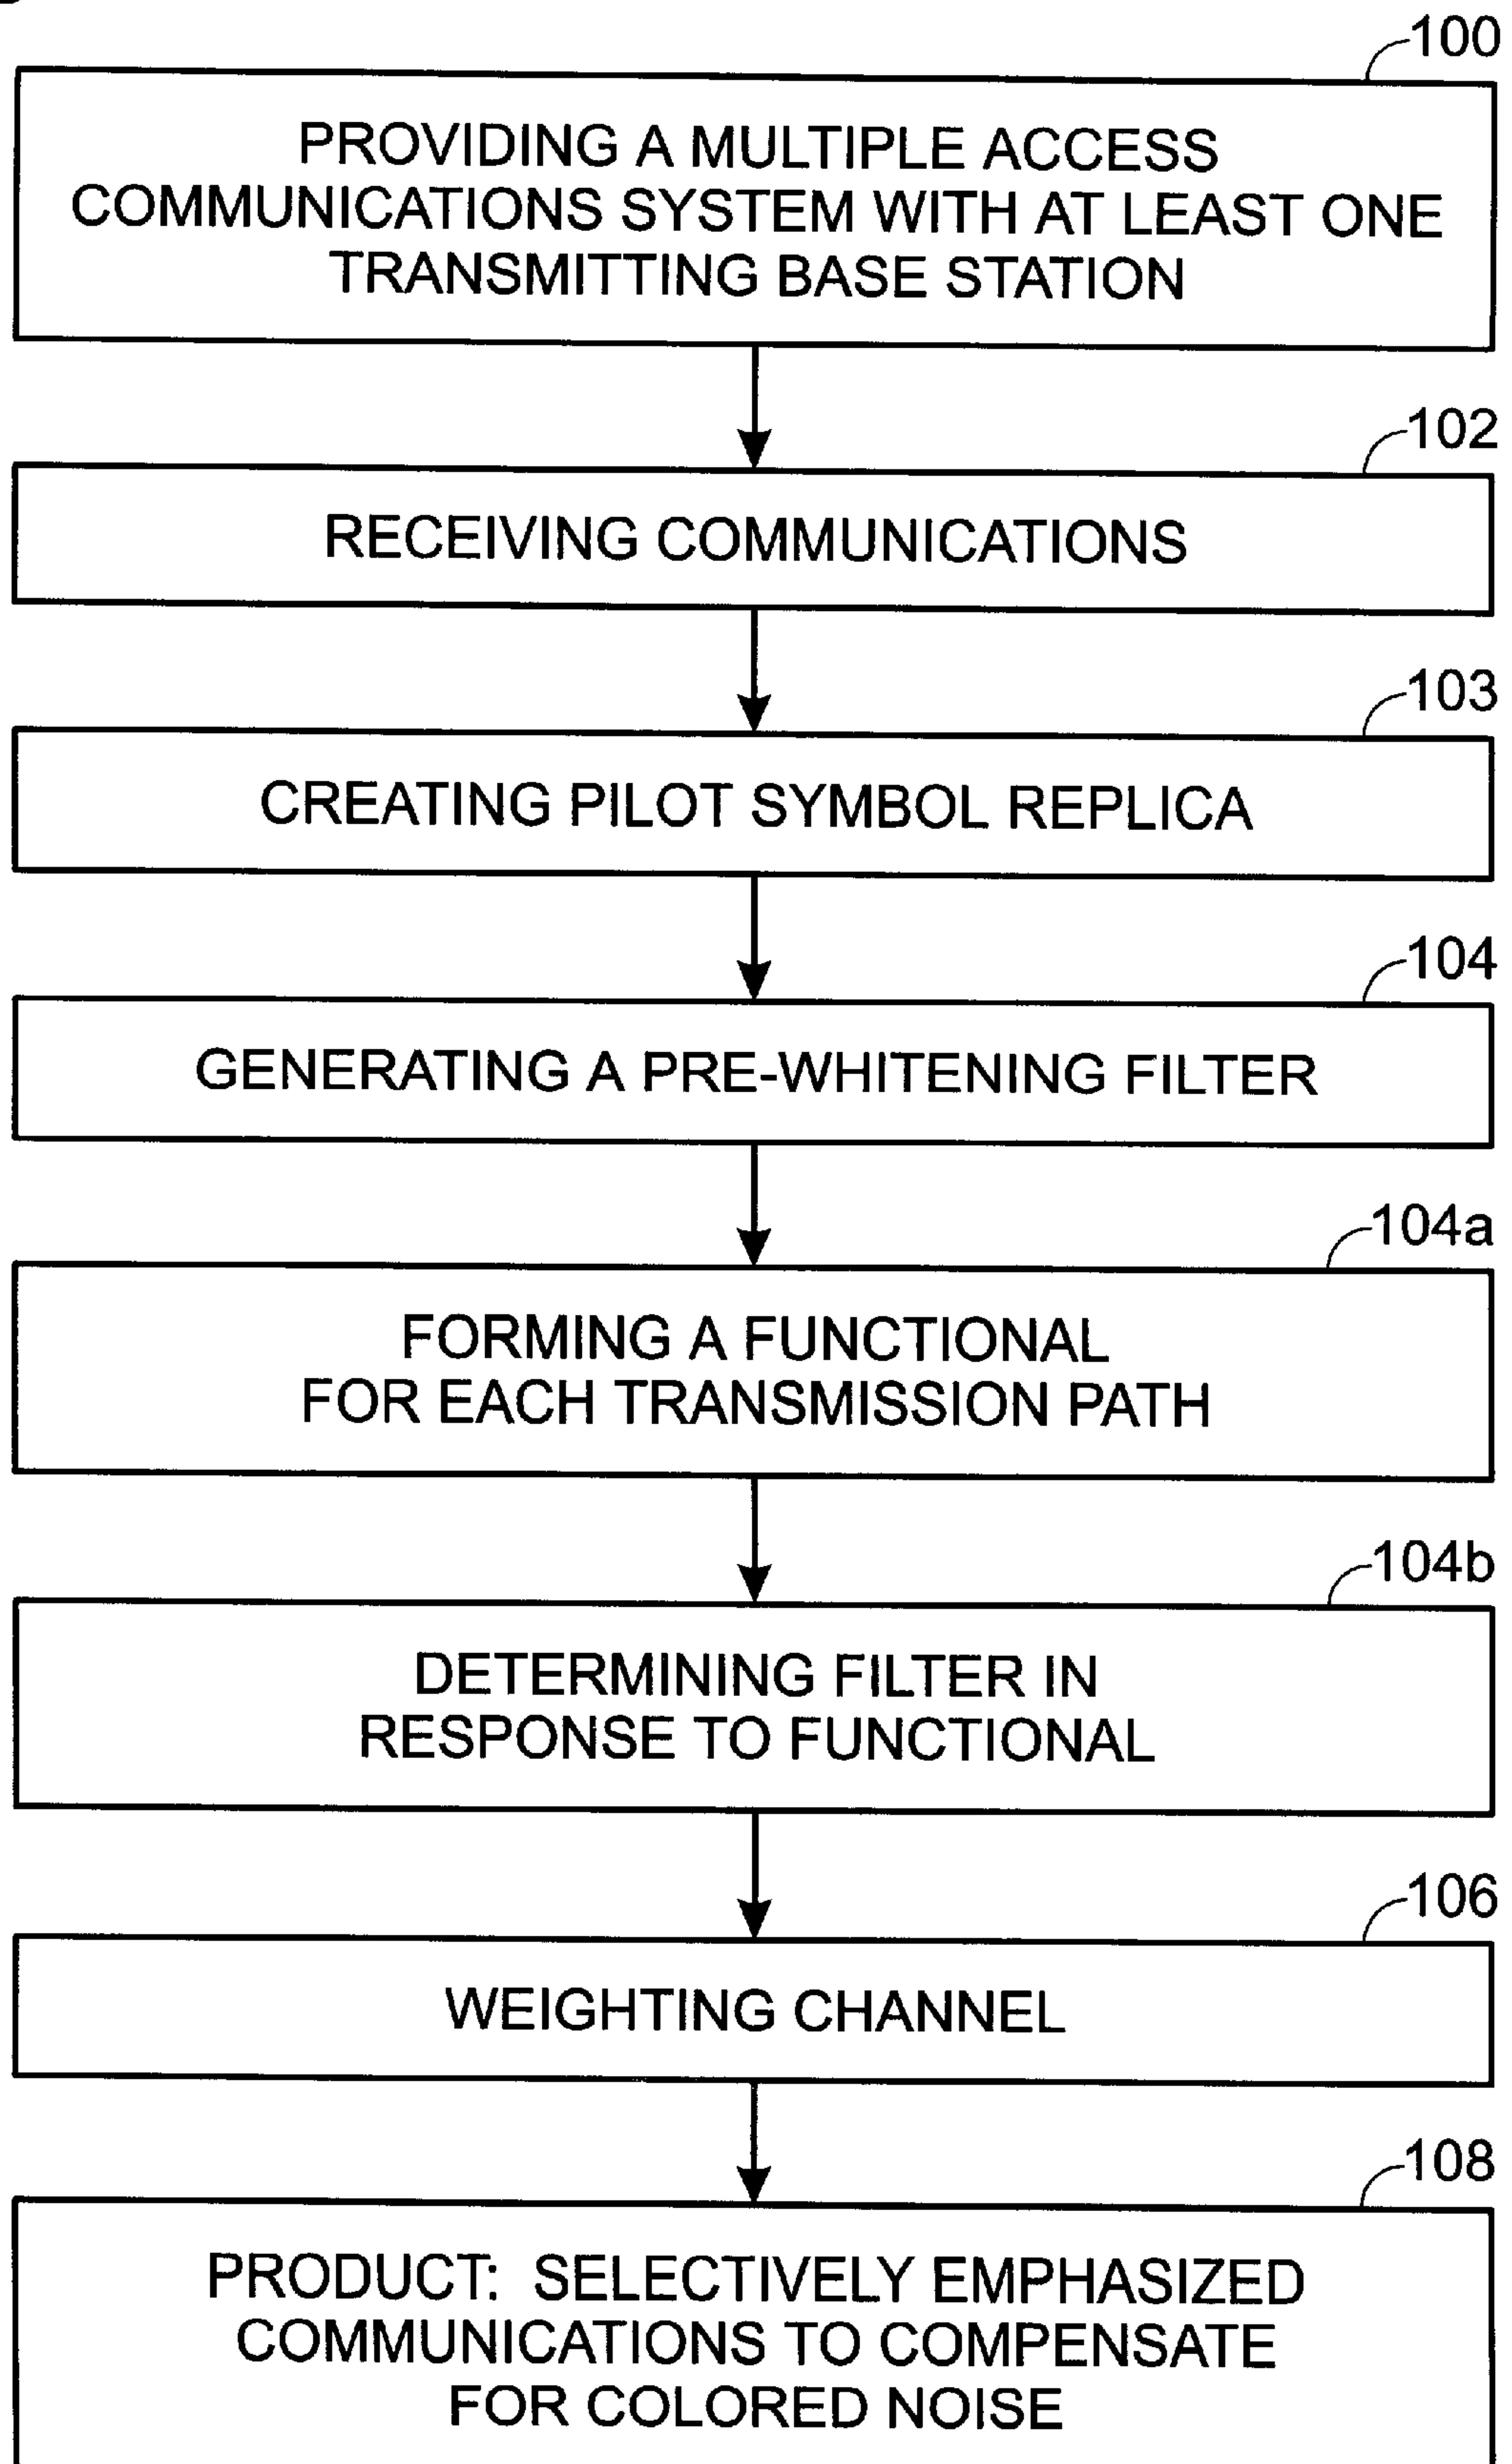 100
PROVIDING A MULTIPLE ACCESS
COMMUNICATIONS SYSTEM WITH AT LEAST ONE
TRANSMITTING BASE STATION
102
RECEIVING COMMUNICATIONS
103
CREATING PILOT SYMBOL REPLICA
104
GENERATING A PRE-WHITENING FILTER
104a
FORMING A FUNCTIONAL
FOR EACH TRANSMISSION PATH
104b
DETERMINING FILTER IN
RESPONSE TO FUNCTIONAL
106
WEIGHTING CHANNEL
108
PRODUCT: SELECTIVELY EMPHASIZED
COMMUNICATIONS TO COMPENSATE
FOR COLORED NOISE